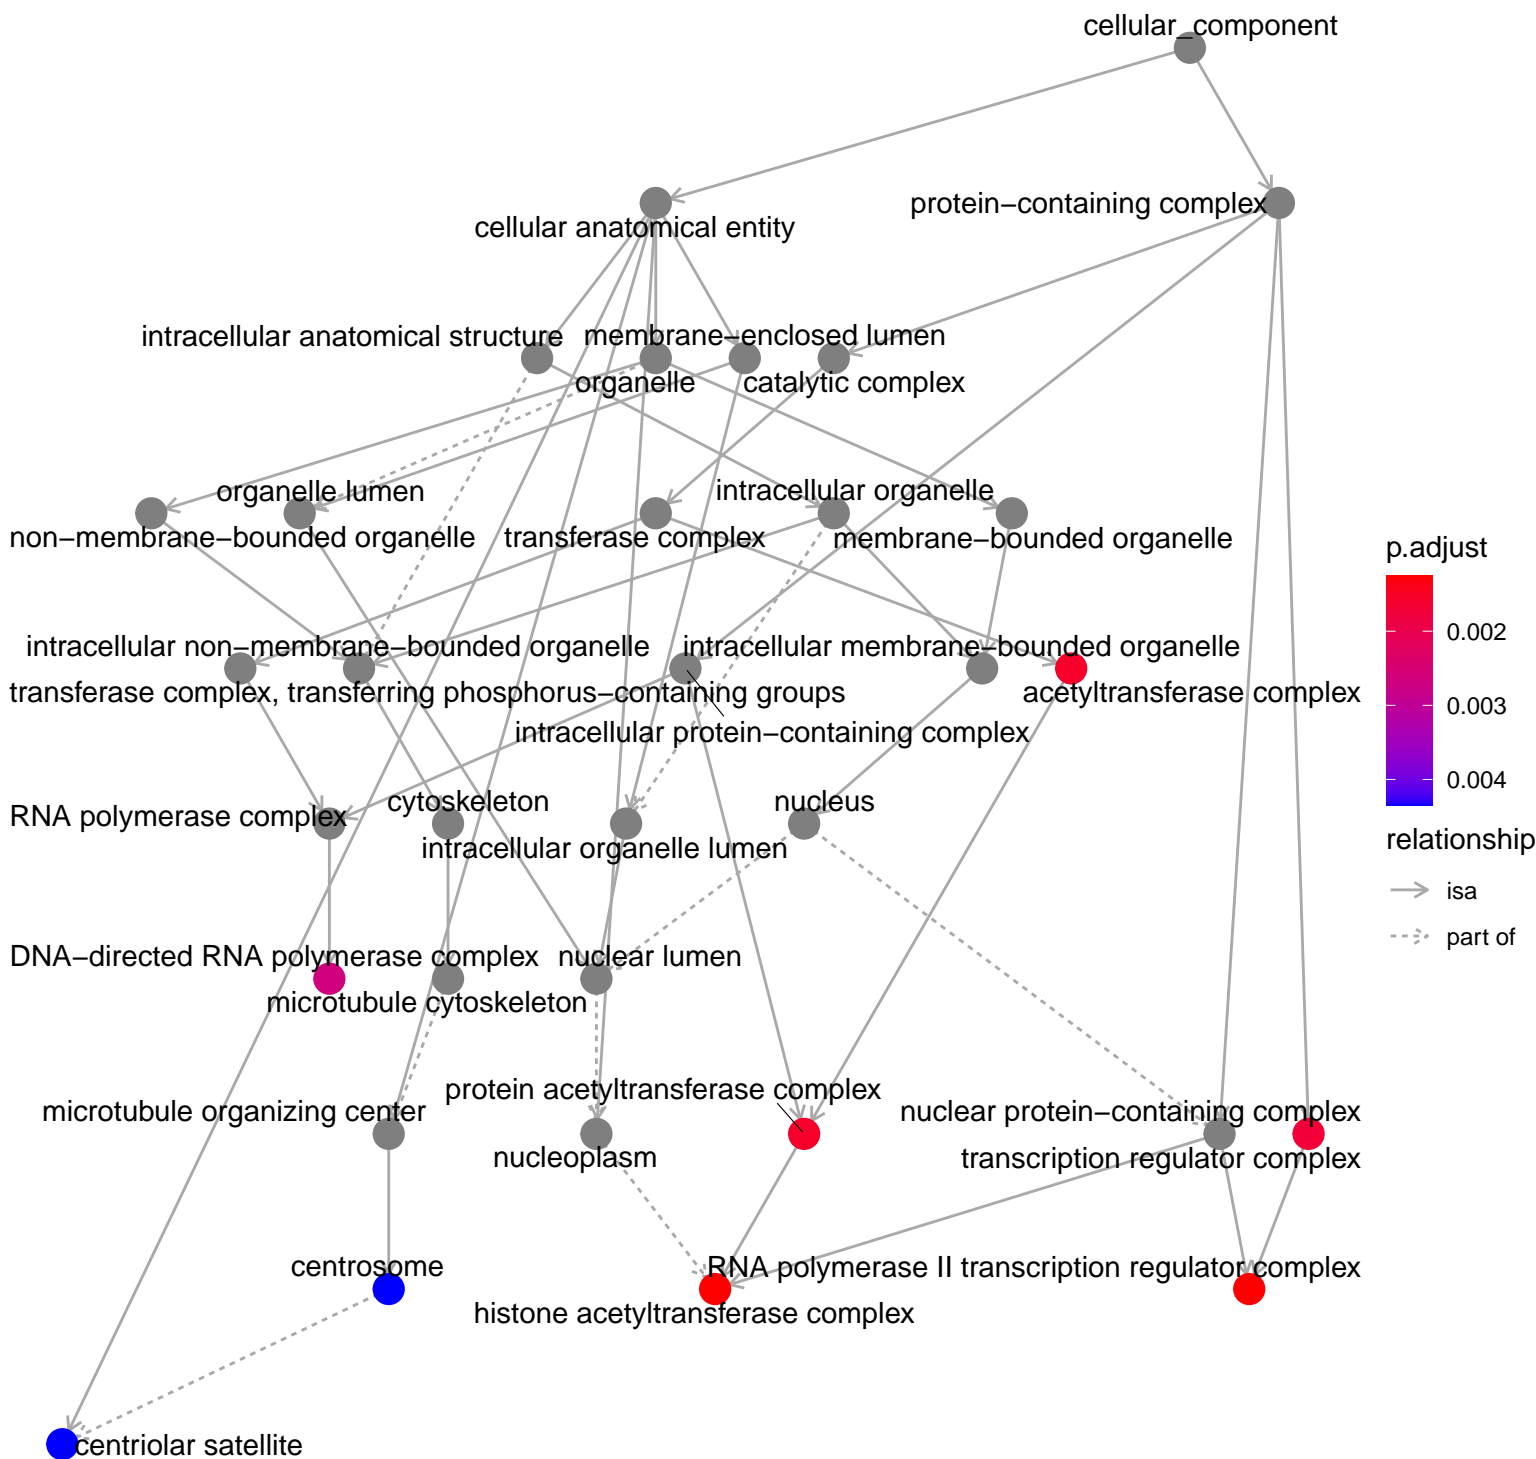 cellular_component
cellular anatomical entity
protein−containing complex
intracellular anatomical structure
membrane−enclosed lumen
organelle
catalytic complex
organelle lumen
intracellular organelle
non−membrane−bounded organelle
transferase complex
membrane−bounded organelle
intracellular non−membrane−bounded organelle
intracellular membrane−bounded organelle
transferase complex, transferring phosphorus−containing groups
acetyltransferase complex
intracellular protein−containing complex
RNA polymerase complex
cytoskeleton
nucleus
intracellular organelle lumen
DNA−directed RNA polymerase complex
nuclear lumen
microtubule cytoskeleton
protein acetyltransferase complex
microtubule organizing center
nuclear protein−containing complex
nucleoplasm
transcription regulator complex
centrosome
RNA polymerase II transcription regulator complex
histone acetyltransferase complex
centriolar satellite
p.adjust
0.002
0.003
0.004
relationship
isa
part of